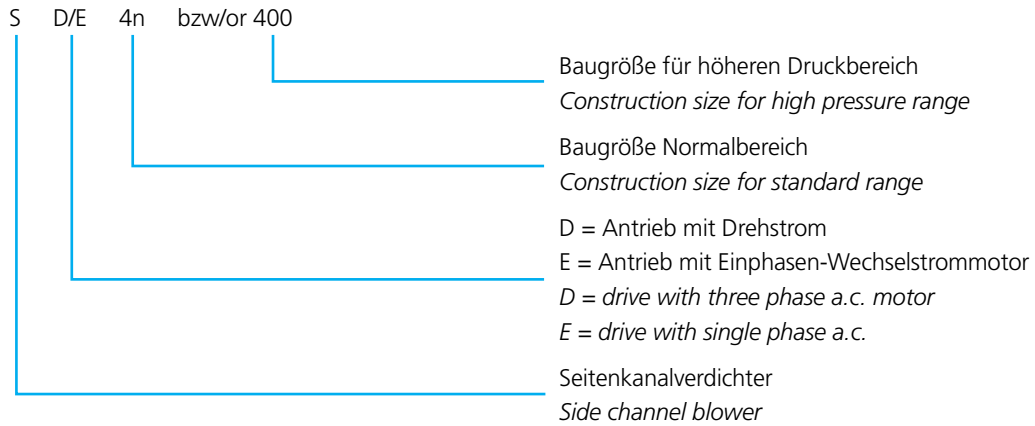 S D/E 4n bzw/or 400
Baugröße für höheren Druckbereich
Construction size for high pressure range
Baugröße Normalbereich
Construction size for standard range
D = Antrieb mit Drehstrom
E = Antrieb mit Einphasen-Wechselstrommotor
D = drive with three phase a.c. motor
E = drive with single phase a.c.
Seitenkanalverdichter
Side channel blower